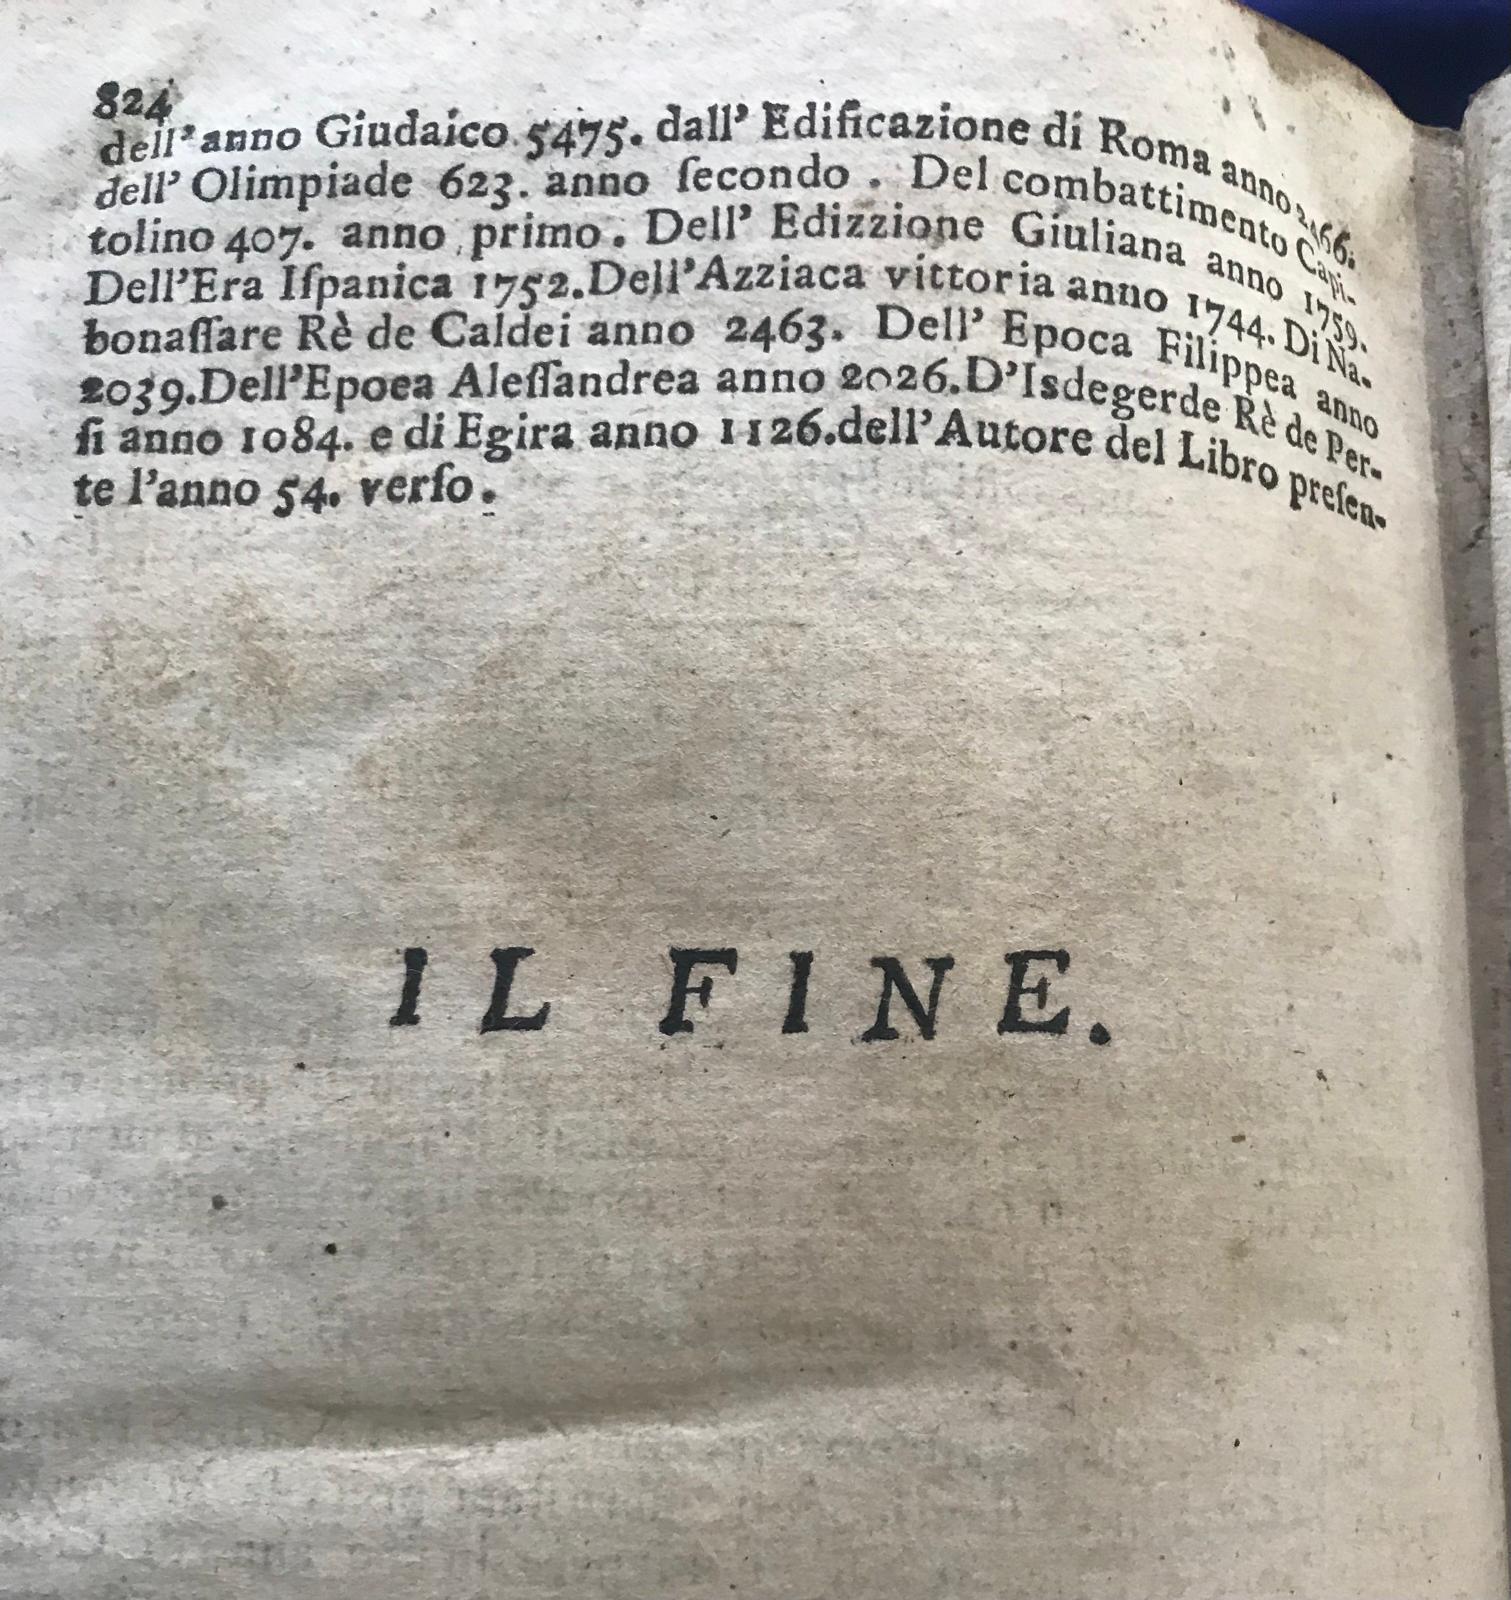 824
dell'anno Giudaico 5475. dall' Edificazione di Roma anno 2466.
dell' Olimpiade 623. anno ſecondo . Del combattimento Capi-
tolino 407. anno primo. Dell' Edizzione Giuliana anno 1759.
Dell'Era Iſpanica 1752.Dell'Azziaca vittoria anno 1744. Di Na-
bonaſſare Rè de Caldei anno 2463. Dell' Epoca Filippea anno
2039.Dell'Epoea Aleſſandrea anno 2026.D'Isdegerde Rè de Per-
ſi anno 1084. e di Egira anno 1126.dell'Autore del Libro preſen-
te l'anno 54. verſo.
IL FINE.